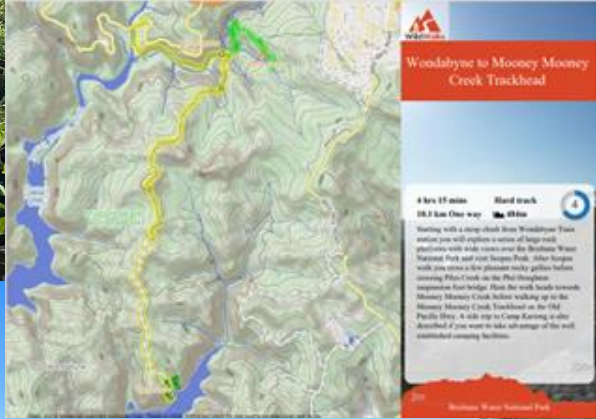 WildWalks
Wondabyne to Mooney Mooney
Creek Trackhead
4 hrs 15 mins Hard track
4
10.1 km One way 484m
Starting with a steep climb from Wondabyne Train
station you will explore a series of large rock
platforms with wide views over the Brisbane Water
National Park and visit Scopas Peak. After Scopas
walk you cross a few pleasant rocky gullies before
crossing Piles Creek on the Phil Houghton
suspension foot bridge. Here the walk heads towards
Mooney Mooney Creek before walking up to the
Mooney Mooney Creek Trackhead on the Old
Pacific Hwy. A side trip to Camp Kariong is also
described if you want to take advantage of the well
established camping facilities.
Brisbane Water National Park